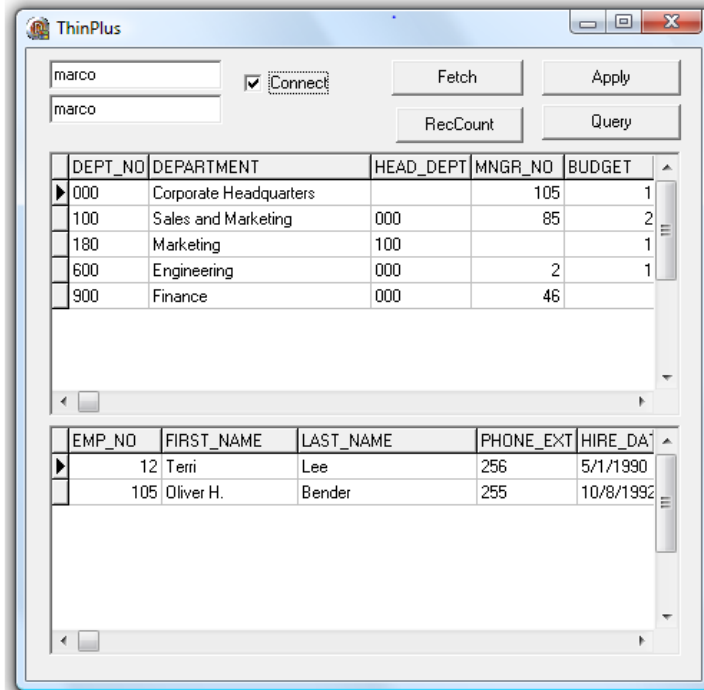 ThinPlus
marco Connect Fetch Apply
marco RecCount Query
DEPT_NO DEPARTMENT HEAD_DEPT MNGR_NO BUDGET
000 Corporate Headquarters 105 1
100 Sales and Marketing 000 85 2
180 Marketing 100 1
600 Engineering 000 2 1
900 Finance 000 46
EMP_NO FIRST_NAME LAST_NAME PHONE_EXT HIRE_DA
12 Terri Lee 256 5/1/1990
105 Oliver H. Bender 255 10/8/1992